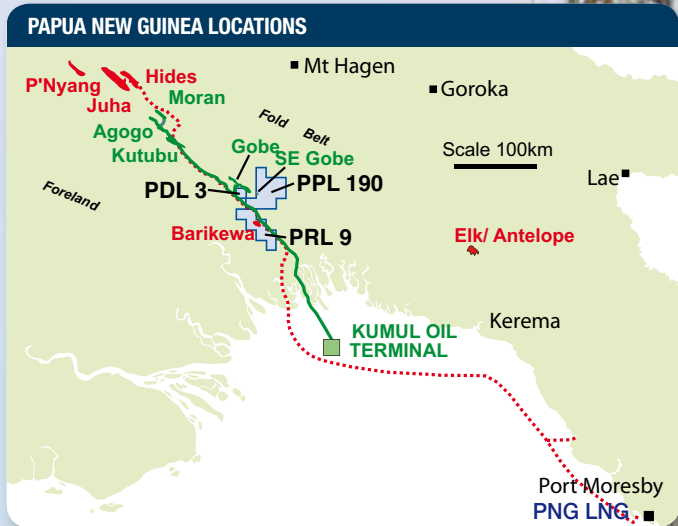 PAPUA NEW GUINEA LOCATIONS
Mt Hagen
P'Nyang
Hides
Juha
Moran
Goroka
Agogo
Fold Belt
Kutubu
Gobe
SE Gobe
Scale 100km
Lae
PDL 3
PPL 190
Foreland
Barikewa
PRL 9
Elk/ Antelope
Kerema
KUMUL OIL
TERMINAL
Port Moresby
PNG LNG